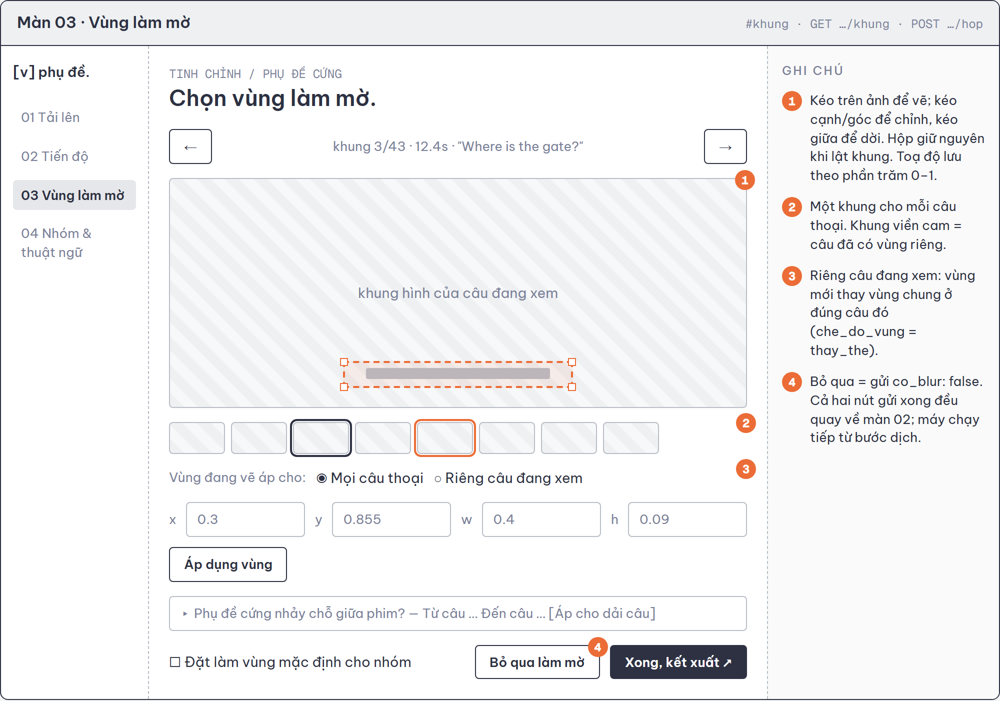 Màn 03 · Vùng làm mờ
#khung · GET …/khung · POST …/hop
[v] phụ đề.
01 Tải lên
02 Tiến độ
03 Vùng làm mờ
04 Nhóm &
thuật ngữ
TINH CHỈNH / PHỤ ĐỀ CỨNG
Chọn vùng làm mờ.
←
khung 3/43 · 12.4s · "Where is the gate?"
→
1
khung hình của câu đang xem
2
Vùng đang vẽ áp cho: ◉ Mọi câu thoại ○ Riêng câu đang xem
3
x 0.3 y 0.855 w 0.4 h 0.09
Áp dụng vùng
▸ Phụ đề cứng nhảy chỗ giữa phim? — Từ câu … Đến câu … [Áp cho dải câu]
☐ Đặt làm vùng mặc định cho nhóm
Bỏ qua làm mờ
4
Xong, kết xuất ↗
GHI CHÚ
1 Kéo trên ảnh để vẽ; kéo
cạnh/góc để chỉnh, kéo
giữa để dời. Hộp giữ nguyên
khi lật khung. Toạ độ lưu
theo phần trăm 0–1.
2 Một khung cho mỗi câu
thoại. Khung viền cam =
câu đã có vùng riêng.
3 Riêng câu đang xem: vùng
mới thay vùng chung ở
đúng câu đó
(che_do_vung =
thay_the).
4 Bỏ qua = gửi co_blur: false.
Cả hai nút gửi xong đều
quay về màn 02; máy chạy
tiếp từ bước dịch.